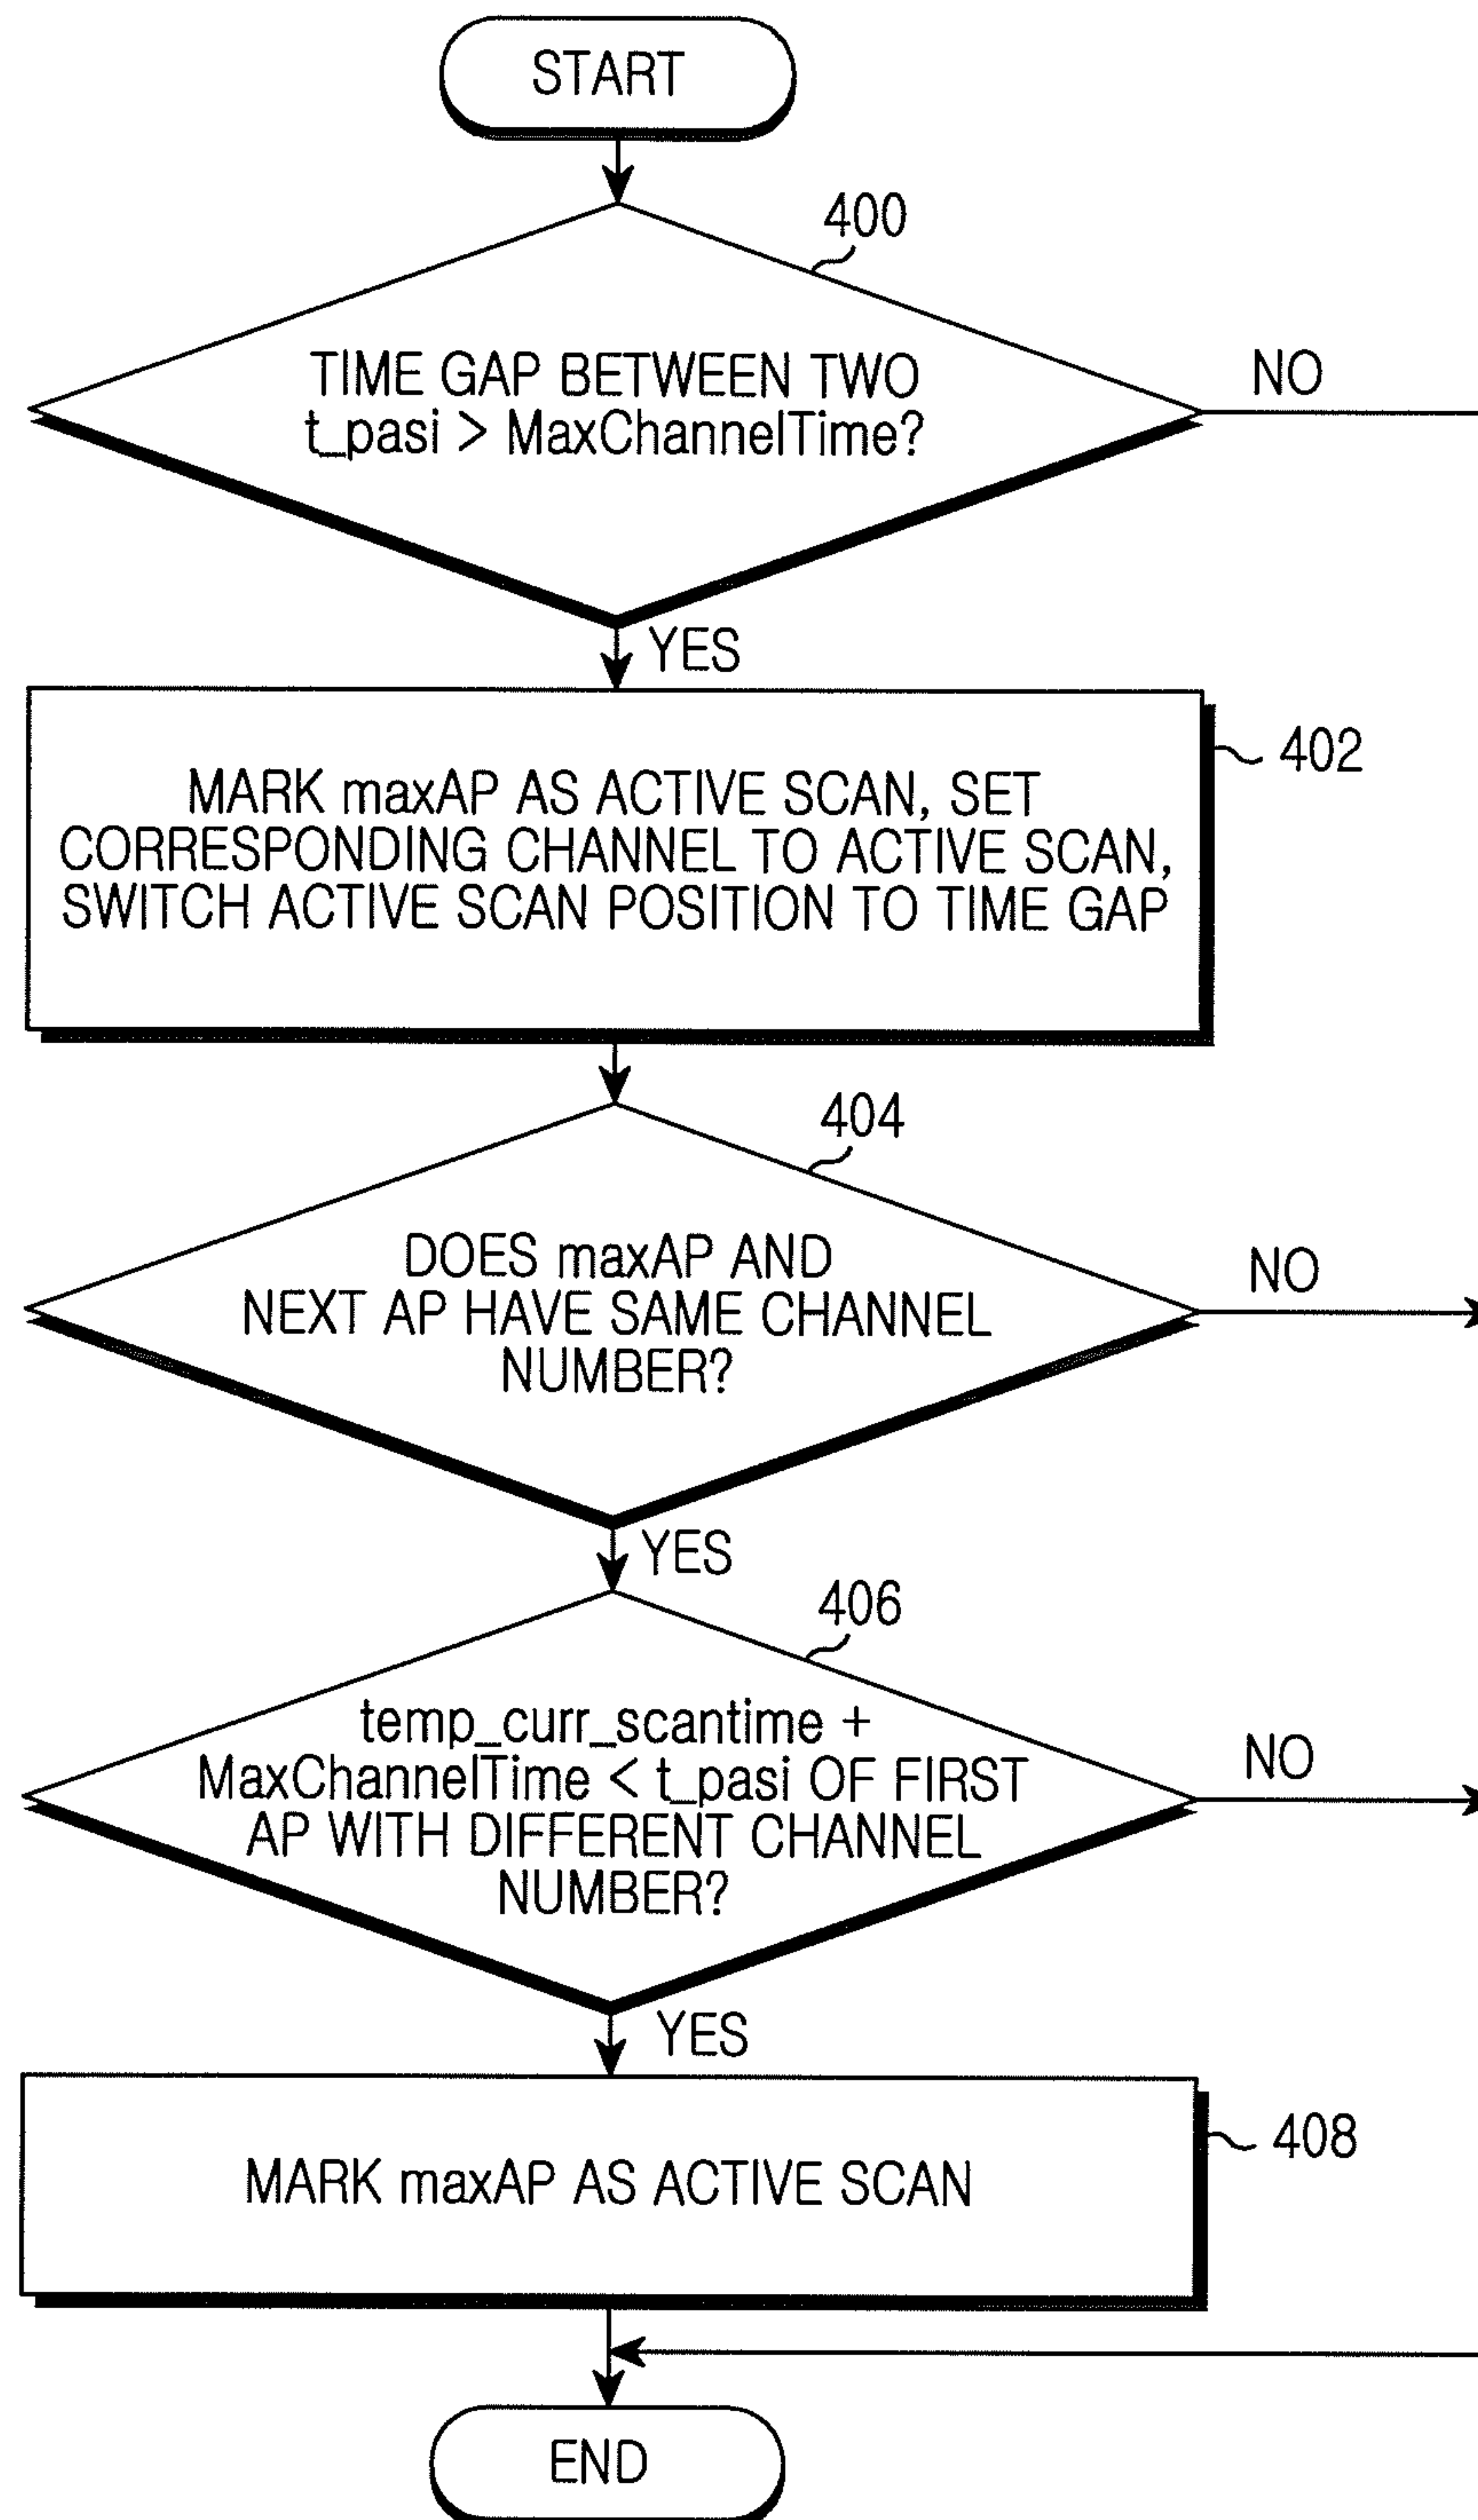 START
400
TIME GAP BETWEEN TWO
t_pasi > MaxChannelTime?
NO
YES
402
MARK maxAP AS ACTIVE SCAN, SET
CORRESPONDING CHANNEL TO ACTIVE SCAN,
SWITCH ACTIVE SCAN POSITION TO TIME GAP
404
DOES maxAP AND
NEXT AP HAVE SAME CHANNEL
NUMBER?
NO
YES
406
temp_curr_scantime +
MaxChannelTime < t_pasi OF FIRST
AP WITH DIFFERENT CHANNEL
NUMBER?
NO
YES
408
MARK maxAP AS ACTIVE SCAN
END